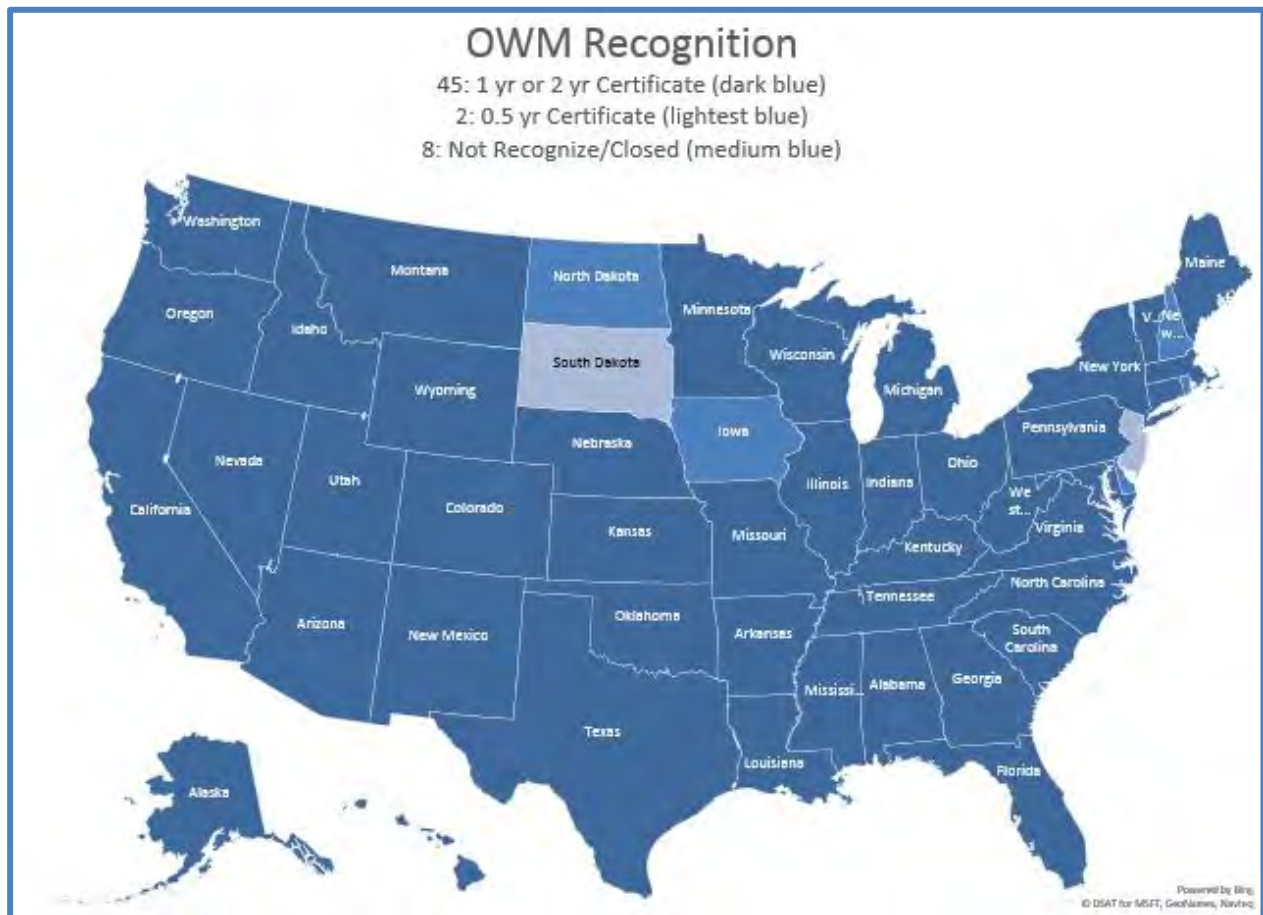 OWM Recognition
45: 1 yr or 2 yr Certificate (dark blue)
2: 0.5 yr Certificate (lightest blue)
8: Not Recognize/Closed (medium blue)
Washington
Montana
North Dakota
Minnesota
Maine
Oregon
Idaho
South Dakota
Wisconsin
V...
Ne
w...
Wyoming
Michigan
New York
Nebraska
Iowa
Pennsylvania
Nevada
Utah
Colorado
Illinois
Indiana
Ohio
We
st...
California
Kansas
Missouri
Kentucky
Virginia
Arizona
New Mexico
Oklahoma
Arkansas
Tennessee
North Carolina
South
Carolina
Mississi...
Alabama
Georgia
Texas
Louisiana
Florida
Alaska
Powered by Bing
© DSAT for MSFT, GeoNames, Navteq